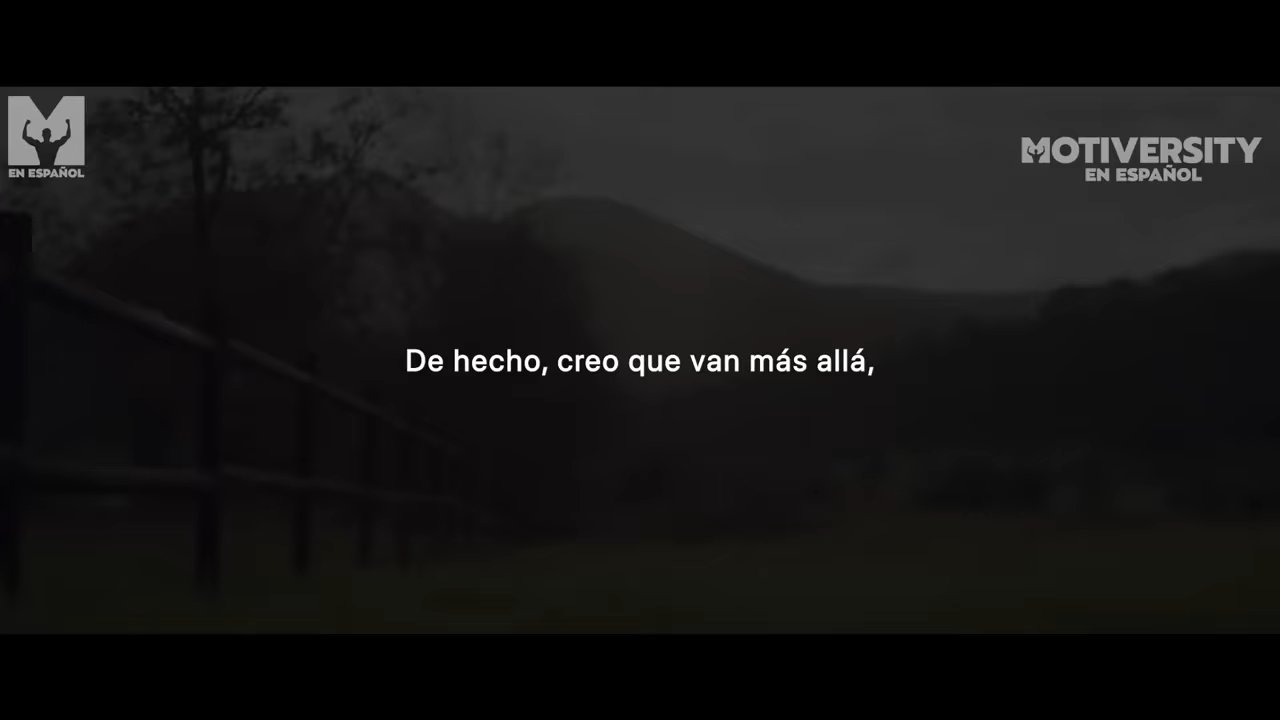 EN ESPAÑOL
MOTIVERSITY
EN ESPAÑOL
De hecho, creo que van más allá,